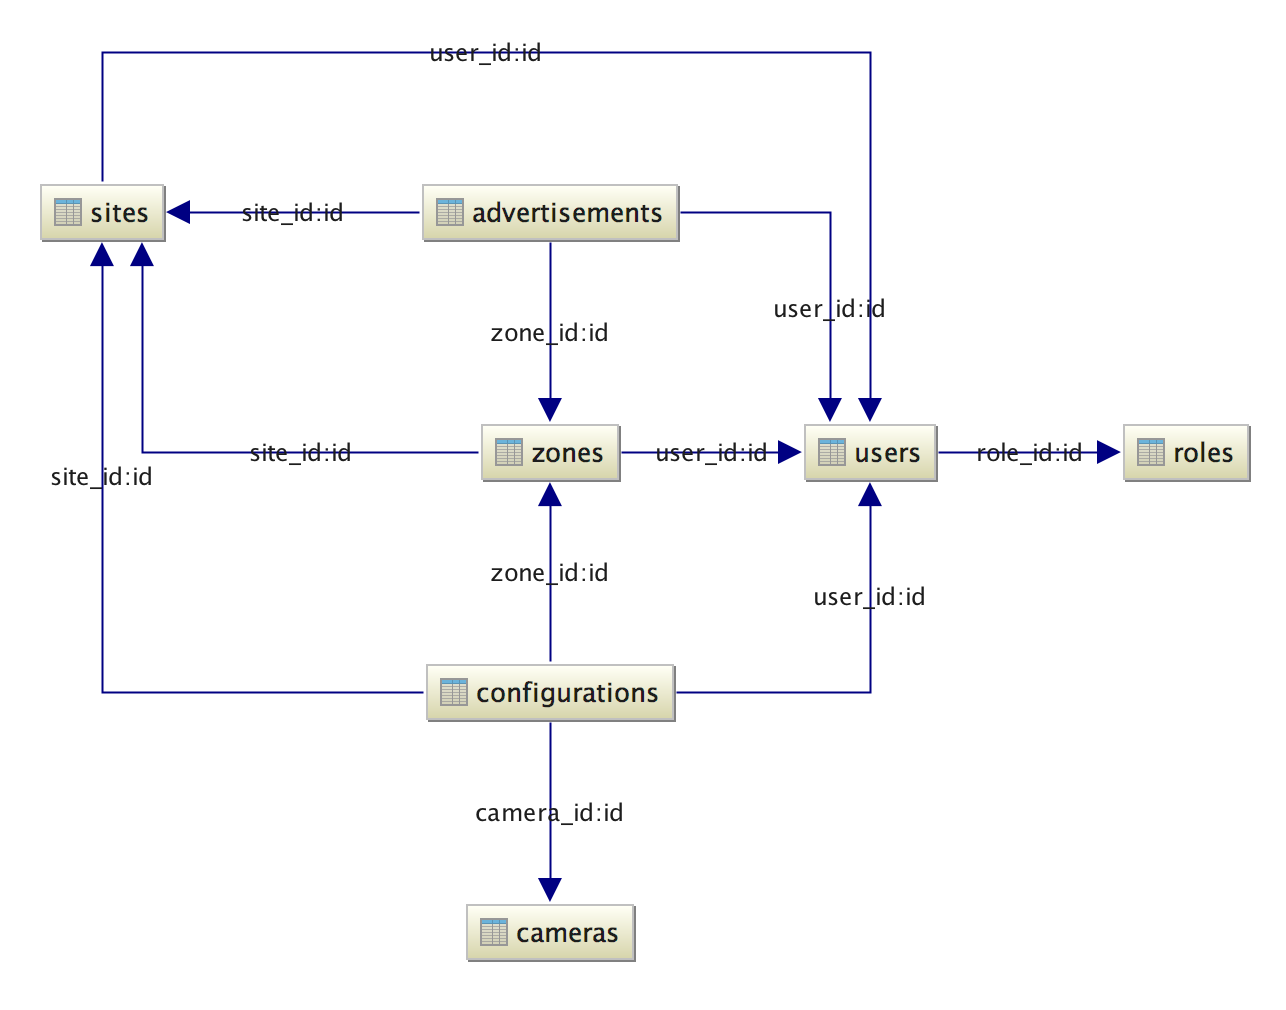 user_id:id
sites
site_id:id
advertisements
user_id:id
zone_id:id
site_id:id
site_id:id
zones
user_id:id
users
role_id:id
roles
zone_id:id
user_id:id
configurations
camera_id:id
cameras